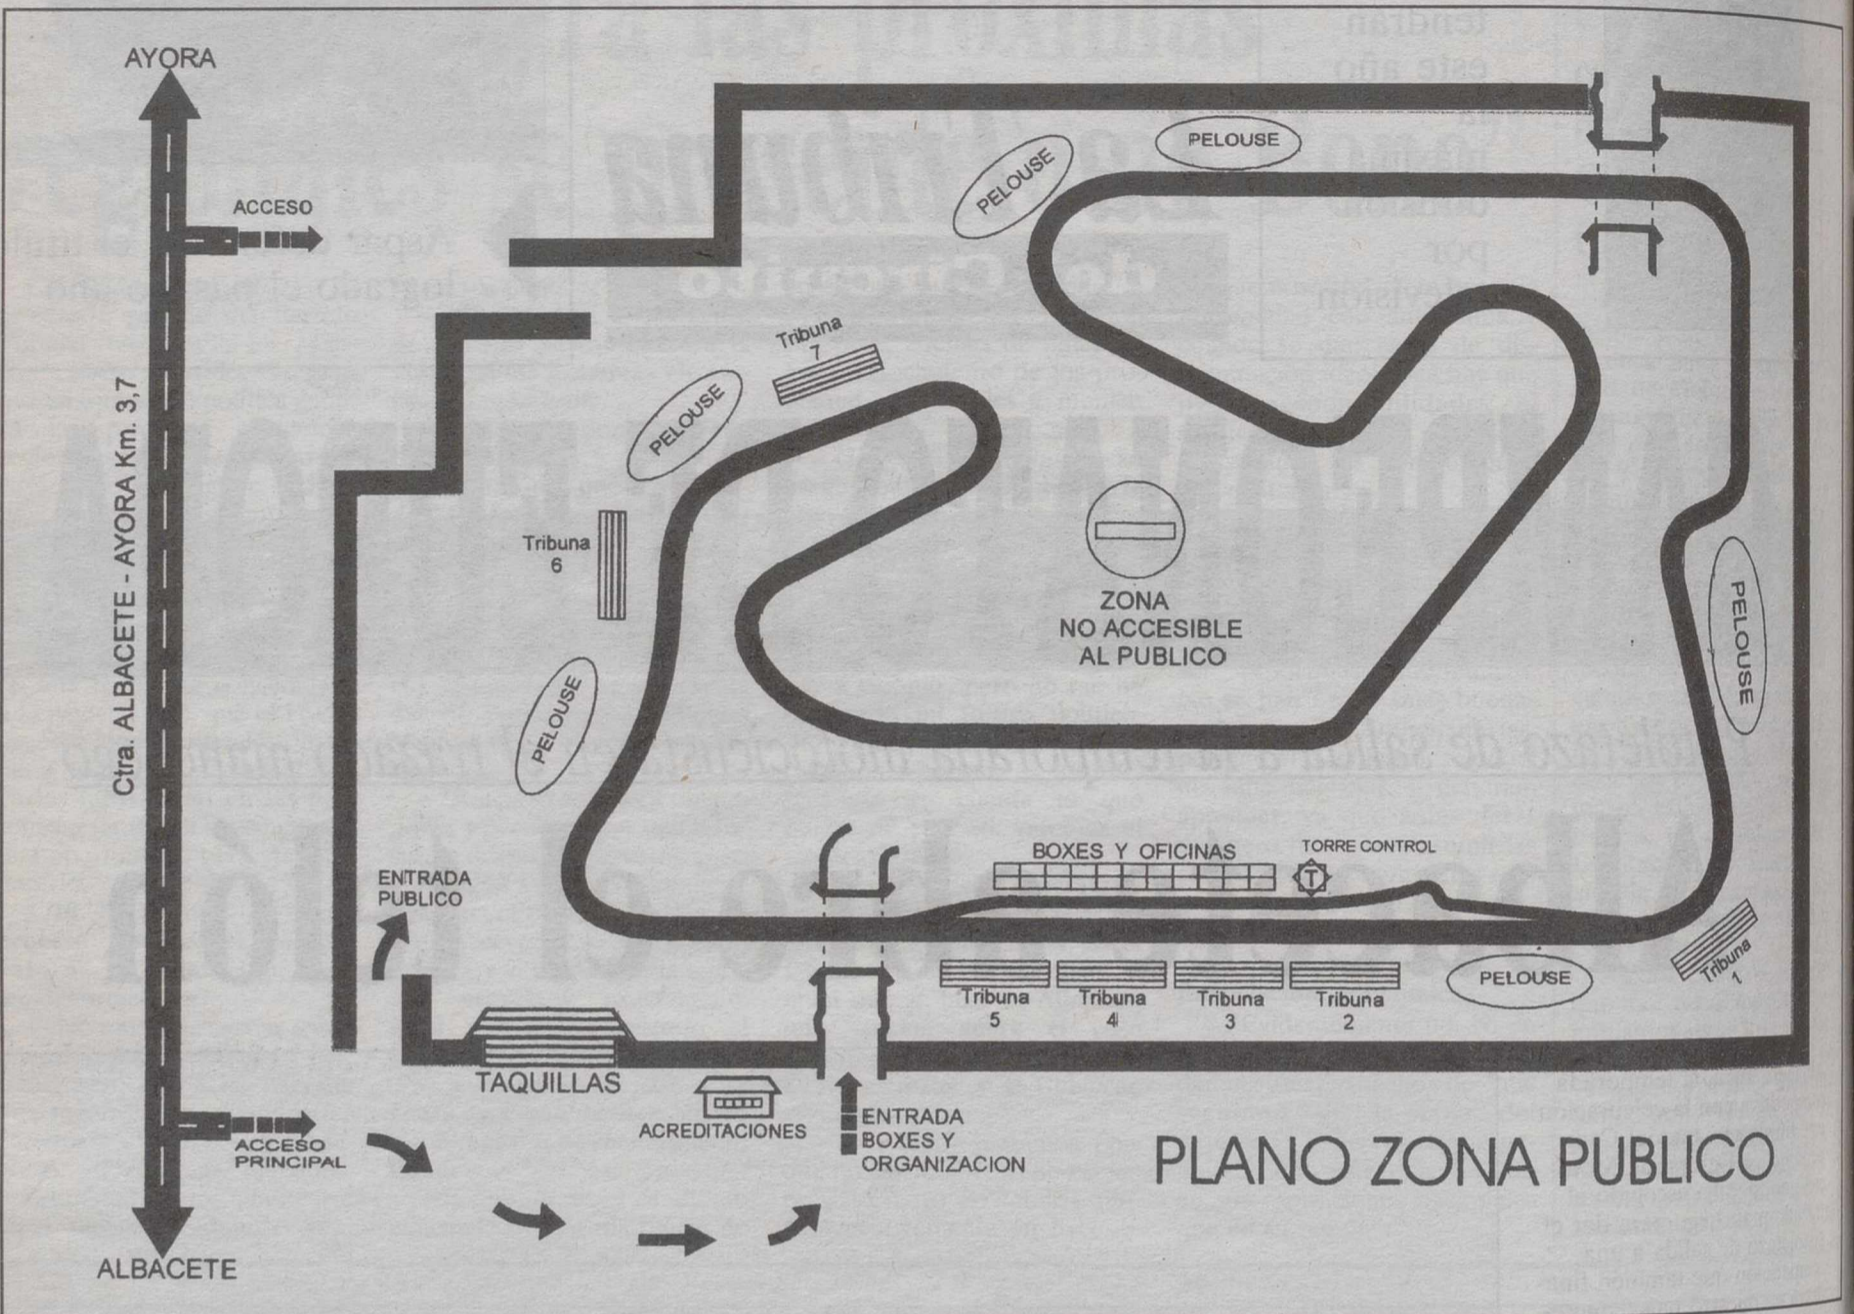 AYORA
ACCESO
Ctra. ALBACETE - AYORA Km. 3,7
PELOUSE
PELOUSE
Tribuna
7
PELOUSE
Tribuna
6
PELOUSE
ZONA
NO ACCESIBLE
AL PUBLICO
PELOUSE
BOXES Y OFICINAS
TORRE CONTROL
T
ENTRADA
PUBLICO
Tribuna
5
Tribuna
4
Tribuna
3
Tribuna
2
PELOUSE
Tribuna
1
TAQUILLAS
ACREDITACIONES
ENTRADA
BOXES Y
ORGANIZACION
ACCESO
PRINCIPAL
PLANO ZONA PUBLICO
ALBACETE